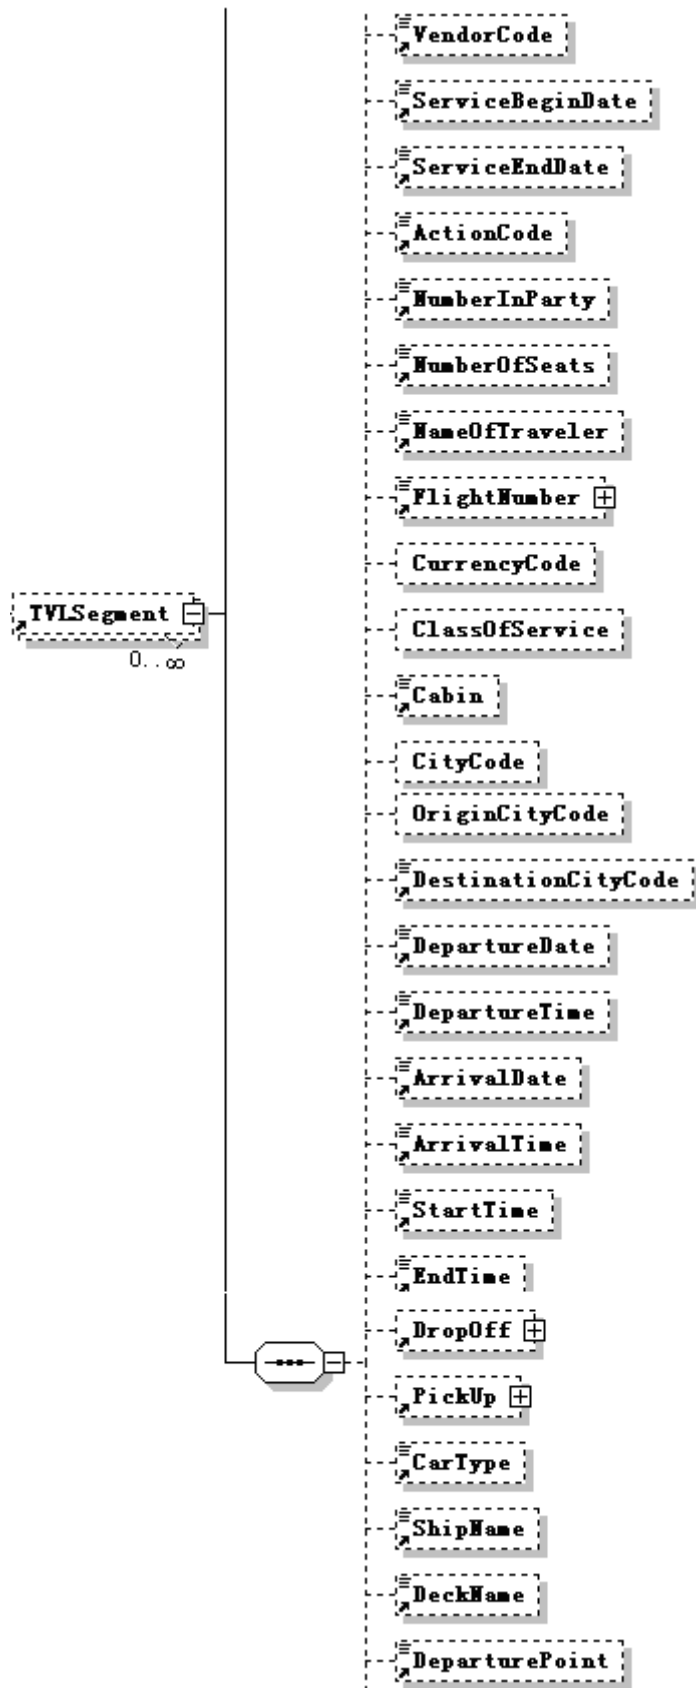 VendorCode
ServiceBeginDate
ServiceEndDate
ActionCode
NumberInParty
NumberOfSeats
NameOfTraveler
FlightNumber
CurrencyCode
TVLSegment
ClassOfService
0..∞
Cabin
CityCode
OriginCityCode
DestinationCityCode
DepartureDate
DepartureTime
ArrivalDate
ArrivalTime
StartTime
EndTime
DropOff
PickUp
CarType
ShipName
DeckName
DeparturePoint